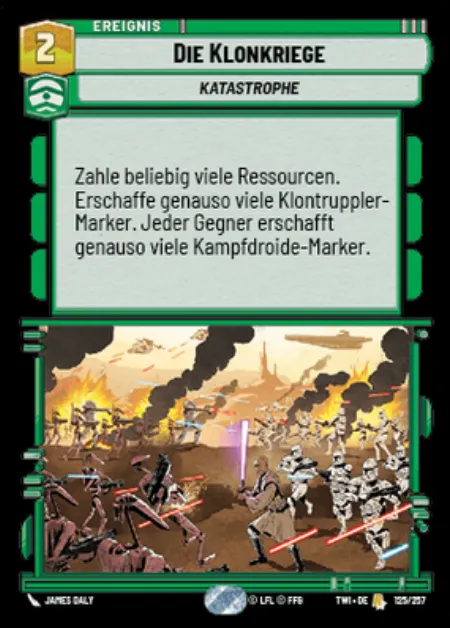 EREIGNIS
2
DIE KLONKRIEGE
KATASTROPHE
Zahle beliebig viele Ressourcen.
Erschaffe genauso viele Klontruppler-
Marker. Jeder Gegner erschafft
genauso viele Kampfdroide-Marker.
JAMES DALY
© LFL © FFG
TWI • DE
125/257